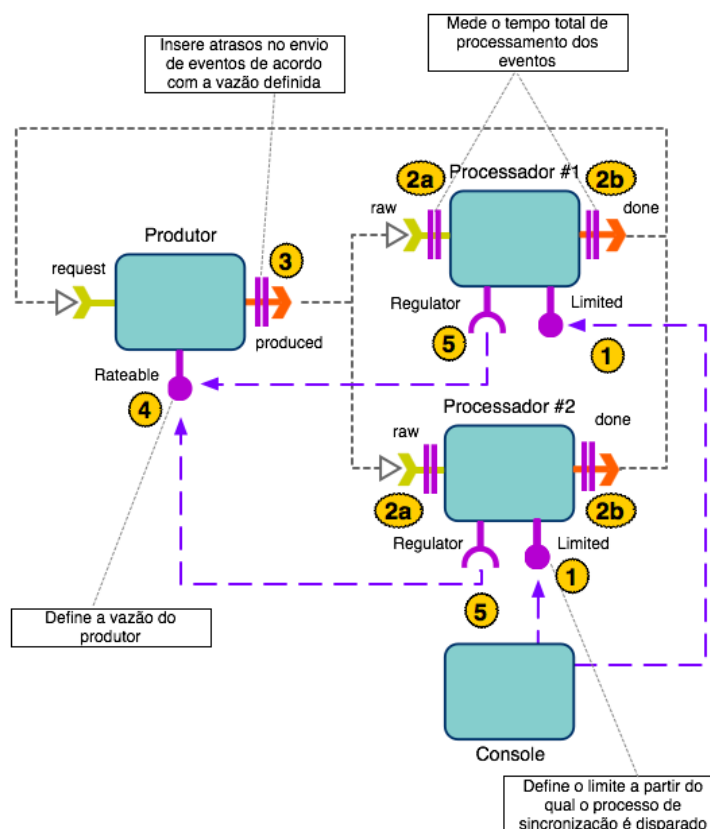 Insere atrasos no envio
de eventos de acordo
com a vazão definida
Mede o tempo total de
processamento dos
eventos
Processador #1
2a
2b
raw
done
Produtor
request
3
produced
Regulator
Limited
5
1
Rateable
4
Processador #2
raw
done
2a
2b
Regulator
Limited
5
1
Define a vazão do
produtor
Console
Define o limite a partir do
qual o processo de
sincronização é disparado